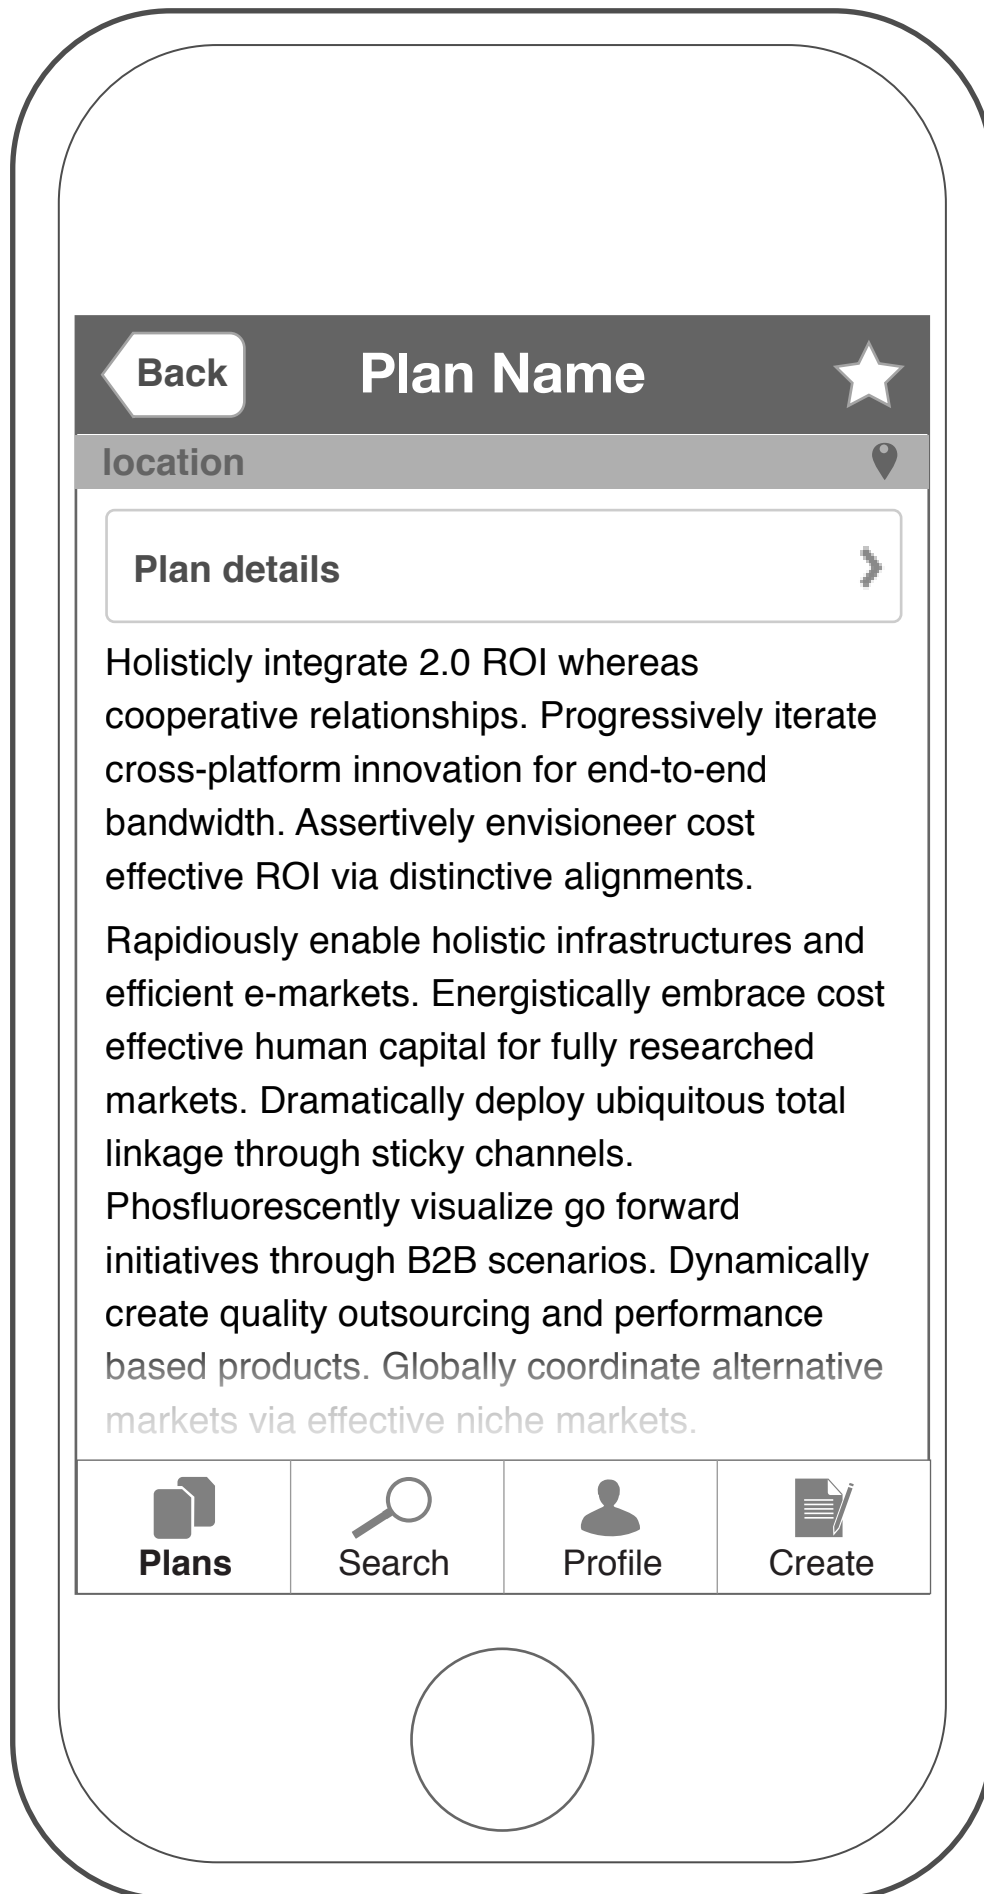 Back
Plan Name
location
Plan details
Holisticly integrate 2.0 ROI whereas
cooperative relationships. Progressively iterate
cross-platform innovation for end-to-end
bandwidth. Assertively envisioneer cost
effective ROI via distinctive alignments.
Rapidiously enable holistic infrastructures and
efficient e-markets. Energistically embrace cost
effective human capital for fully researched
markets. Dramatically deploy ubiquitous total
linkage through sticky channels.
Phosfluorescently visualize go forward
initiatives through B2B scenarios. Dynamically
create quality outsourcing and performance
based products. Globally coordinate alternative
markets via effective niche markets.
Plans
Search
Profile
Create